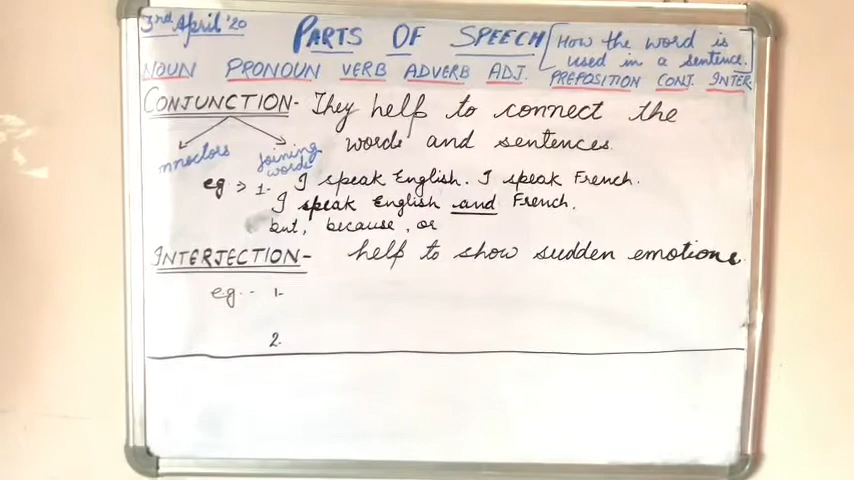 3rd April '20
PARTS OF SPEECH
How the word is
used in a sentence.
NOUN PRONOUN VERB ADVERB ADJ. PREPOSITION CONJ. INTER.
CONJUNCTION- They help to connect the
words and sentences.
nnectors
joining
words
eg > 1. I speak English. I speak French.
I speak English and French.
but, because, or
INTERJECTION- help to show sudden emotions
eg.- 1-
2.